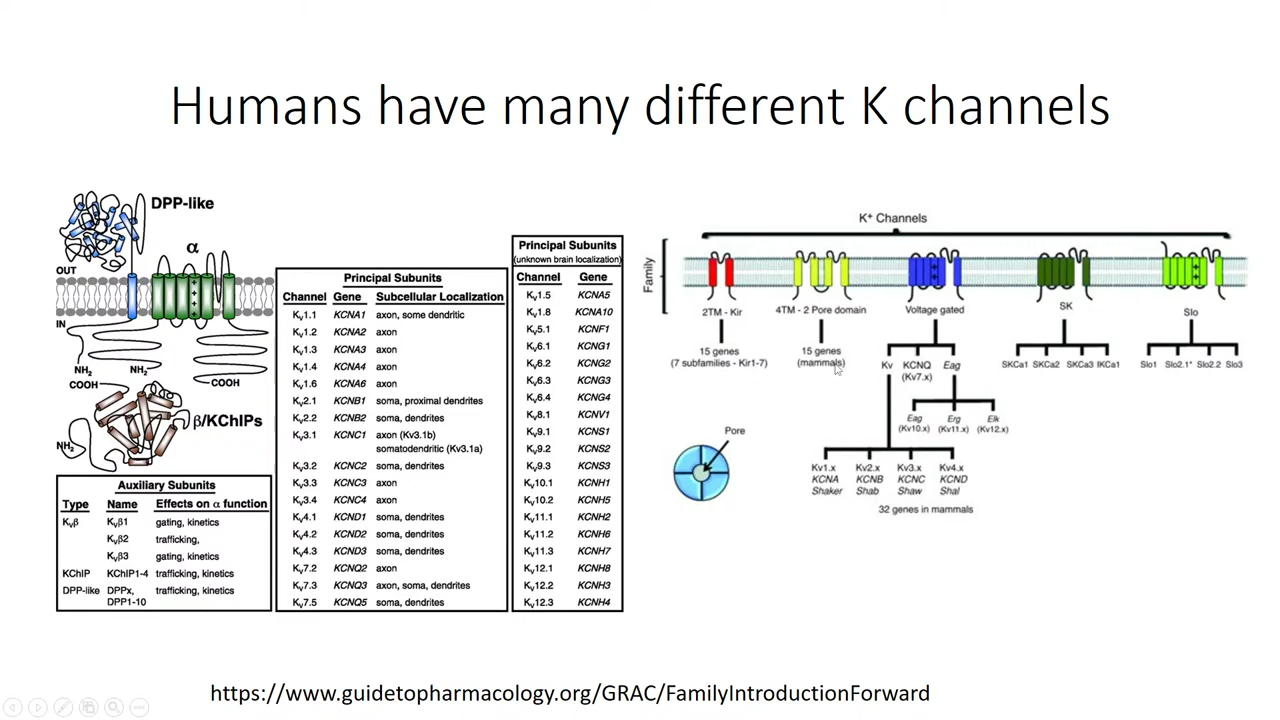 Humans have many different K channels
DPP-like
α
OUT
IN
NH2
NH2
COOH
COOH
β/KChIPs
NH2
Auxiliary Subunits
Type Name Effects on α function
Kvβ Kvβ1 gating, kinetics
Kvβ2 trafficking,
Kvβ3 gating, kinetics
KChIP KChIP1-4 trafficking, kinetics
DPP-like DPPx, trafficking, kinetics
DPP1-10
Principal Subunits
Channel Gene Subcellular Localization
Kv1.1 KCNA1 axon, some dendritic
Kv1.2 KCNA2 axon
Kv1.3 KCNA3 axon
Kv1.4 KCNA4 axon
Kv1.6 KCNA6 axon
Kv2.1 KCNB1 soma, proximal dendrites
Kv2.2 KCNB2 soma, dendrites
Kv3.1 KCNC1 axon (Kv3.1b)
somatodendritic (Kv3.1a)
Kv3.2 KCNC2 soma, dendrites
Kv3.3 KCNC3 axon
Kv3.4 KCNC4 axon
Kv4.1 KCND1 soma, dendrites
Kv4.2 KCND2 soma, dendrites
Kv4.3 KCND3 soma, dendrites
Kv7.2 KCNQ2 axon
Kv7.3 KCNQ3 axon, soma, dendrites
Kv7.5 KCNQ5 soma, dendrites
Principal Subunits
(unknown brain localization)
Channel Gene
Kv1.5 KCNA5
Kv1.8 KCNA10
Kv5.1 KCNF1
Kv6.1 KCNG1
Kv6.2 KCNG2
Kv6.3 KCNG3
Kv6.4 KCNG4
Kv8.1 KCNV1
Kv9.1 KCNS1
Kv9.2 KCNS2
Kv9.3 KCNS3
Kv10.1 KCNH1
Kv10.2 KCNH5
Kv11.1 KCNH2
Kv11.2 KCNH6
Kv11.3 KCNH7
Kv12.1 KCNH8
Kv12.2 KCNH3
Kv12.3 KCNH4
K+ Channels
Family
2TM - Kir 4TM - 2 Pore domain Voltage gated SK Slo
15 genes
(7 subfamilies - Kir1-7)
15 genes
(mammals)
Kv KCNQ Eag
(Kv7.x)
SKCa1 SKCa2 SKCa3 IKCa1
Slo1 Slo2.1* Slo2.2 Slo3
Eag Erg Elk
(Kv10.x) (Kv11.x) (Kv12.x)
Pore
Kv1.x Kv2.x Kv3.x Kv4.x
KCNA KCNB KCNC KCND
Shaker Shab Shaw Shal
32 genes in mammals
https://www.guidetopharmacology.org/GRAC/FamilyIntroductionForward